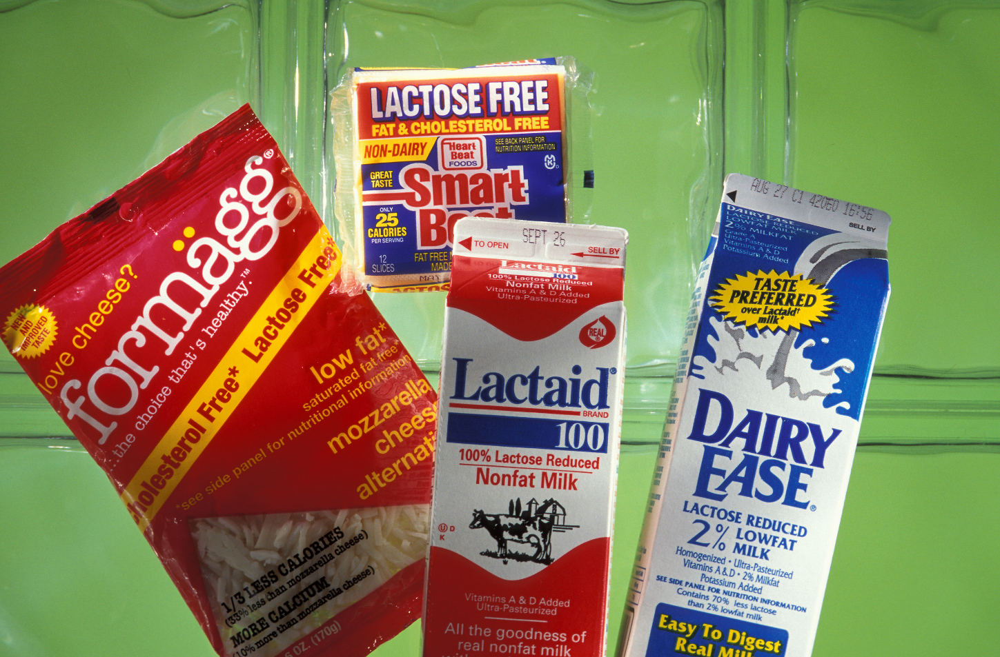 love cheese?
formägg®
...the choice that's healthy.™
NEW
AND
IMPROVED
TASTE
Cholesterol Free* Lactose Free*
low fat*
saturated fat free*
*see side panel for nutritional information
mozzarella
cheese
alternati
1/3 LESS CALORIES
(33% less than mozzarella cheese)
MORE CALCIUM
(10% more than mozzarella cheese)
6 OZ. (170g)
LACTOSE FREE
FAT & CHOLESTEROL FREE
NON-DAIRY
Heart
Beat
FOODS
SEE BACK PANEL FOR
NUTRITION INFORMATION
K
D
GREAT
TASTE
Smart
Beat
ONLY
25
CALORIES
PER SERVING
12
SLICES
FAT FREE
MADE
MAY
LACTOS
SEPT 26
TO OPEN
SELL BY
Lactaid
100
100% Lactose Reduced
Nonfat Milk
Vitamins A & D Added
Ultra-Pasteurized
REAL
Lactaid®
BRAND
100
100% Lactose Reduced
Nonfat Milk
U D
K
Vitamins A & D Added
Ultra-Pasteurized
All the goodness of
real nonfat milk
AUG 27 C1 42060 16:56
SELL BY
DAIRY EASE
LACTOSE REDUCED
LOWFAT MILK
2% MILKFAT
Grade A
Ultra-Pasteurized
Vitamins A & D
Potassium Added
TASTE
PREFERRED
over Lactaid†
milk*
DAIRY
EASE®
LACTOSE REDUCED
2% LOWFAT
MILK
Homogenized • Ultra-Pasteurized
Vitamins A & D • 2% Milkfat
Potassium Added
SEE SIDE PANEL FOR NUTRITION INFORMATION
Contains 70% less lactose
than 2% lowfat milk
Easy To Digest
Real Milk